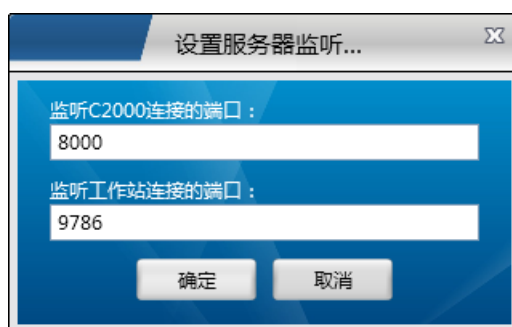 设置服务器监听...
监听C2000连接的端口：
8000
监听工作站连接的端口：
9786
确定 取消